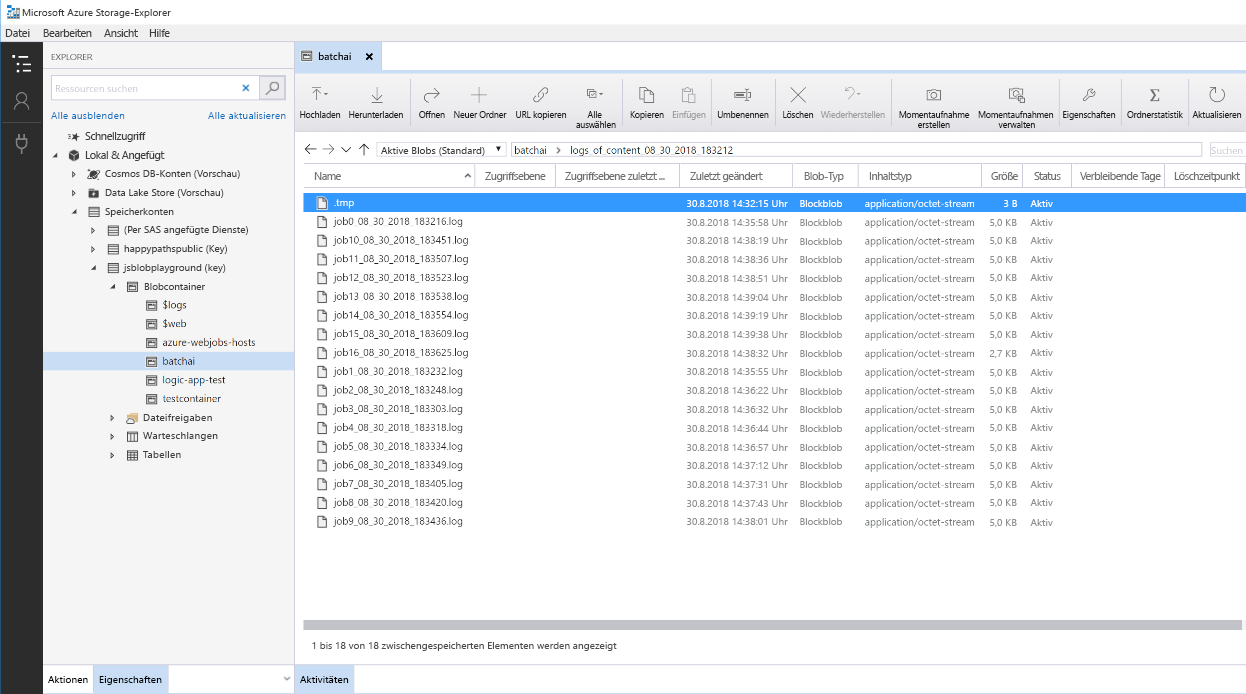 Microsoft Azure Storage-Explorer
Datei Bearbeiten Ansicht Hilfe
EXPLORER
Ressourcen suchen
Alle ausblenden Alle aktualisieren
Schnellzugriff
Lokal & Angefügt
Cosmos DB-Konten (Vorschau)
Data Lake Store (Vorschau)
Speicherkonten
(Per SAS angefügte Dienste)
happypathspublic (Key)
jsblobplayground (key)
Blobcontainer
$logs
$web
azure-webjobs-hosts
batchai
logic-app-test
testcontainer
Dateifreigaben
Warteschlangen
Tabellen
Aktionen Eigenschaften
batchai
Hochladen Herunterladen Öffnen Neuer Ordner URL kopieren Alle auswählen Kopieren Einfügen Umbenennen Löschen Wiederherstellen Momentaufnahme erstellen Momentaufnahmen verwalten Eigenschaften Ordnerstatistik Aktualisieren
Aktive Blobs (Standard) batchai > logs_of_content_08_30_2018_183212 Suchen
Name Zugriffsebene Zugriffsebene zuletzt ... Zuletzt geändert Blob-Typ Inhaltstyp Größe Status Verbleibende Tage Löschzeitpunkt
.tmp 30.8.2018 14:32:15 Uhr Blockblob application/octet-stream 3 B Aktiv
job0_08_30_2018_183216.log 30.8.2018 14:35:58 Uhr Blockblob application/octet-stream 5,0 KB Aktiv
job10_08_30_2018_183451.log 30.8.2018 14:38:19 Uhr Blockblob application/octet-stream 5,0 KB Aktiv
job11_08_30_2018_183507.log 30.8.2018 14:38:36 Uhr Blockblob application/octet-stream 5,0 KB Aktiv
job12_08_30_2018_183523.log 30.8.2018 14:38:51 Uhr Blockblob application/octet-stream 5,0 KB Aktiv
job13_08_30_2018_183538.log 30.8.2018 14:39:04 Uhr Blockblob application/octet-stream 5,0 KB Aktiv
job14_08_30_2018_183554.log 30.8.2018 14:39:19 Uhr Blockblob application/octet-stream 5,0 KB Aktiv
job15_08_30_2018_183609.log 30.8.2018 14:39:38 Uhr Blockblob application/octet-stream 5,0 KB Aktiv
job16_08_30_2018_183625.log 30.8.2018 14:38:32 Uhr Blockblob application/octet-stream 2,7 KB Aktiv
job1_08_30_2018_183232.log 30.8.2018 14:35:55 Uhr Blockblob application/octet-stream 5,0 KB Aktiv
job2_08_30_2018_183248.log 30.8.2018 14:36:22 Uhr Blockblob application/octet-stream 5,0 KB Aktiv
job3_08_30_2018_183303.log 30.8.2018 14:36:32 Uhr Blockblob application/octet-stream 5,0 KB Aktiv
job4_08_30_2018_183318.log 30.8.2018 14:36:44 Uhr Blockblob application/octet-stream 5,0 KB Aktiv
job5_08_30_2018_183334.log 30.8.2018 14:36:57 Uhr Blockblob application/octet-stream 5,0 KB Aktiv
job6_08_30_2018_183349.log 30.8.2018 14:37:12 Uhr Blockblob application/octet-stream 5,0 KB Aktiv
job7_08_30_2018_183405.log 30.8.2018 14:37:31 Uhr Blockblob application/octet-stream 5,0 KB Aktiv
job8_08_30_2018_183420.log 30.8.2018 14:37:43 Uhr Blockblob application/octet-stream 5,0 KB Aktiv
job9_08_30_2018_183436.log 30.8.2018 14:38:01 Uhr Blockblob application/octet-stream 5,0 KB Aktiv
1 bis 18 von 18 zwischengespeicherten Elementen werden angezeigt
Aktivitäten